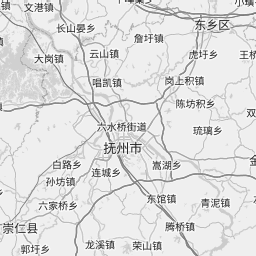 文港镇
长山晏乡
东乡区
詹圩镇
云山镇
大岗镇
虎圩乡
唱凯镇
岗上积镇
陈坊积乡
六水桥街道
琉璃乡
抚州市
白路乡
嵩湖乡
连城乡
孙坊镇
六家桥乡
东馆镇
青泥镇
崇仁县
腾桥镇
郭圩乡
龙溪镇
荣山镇